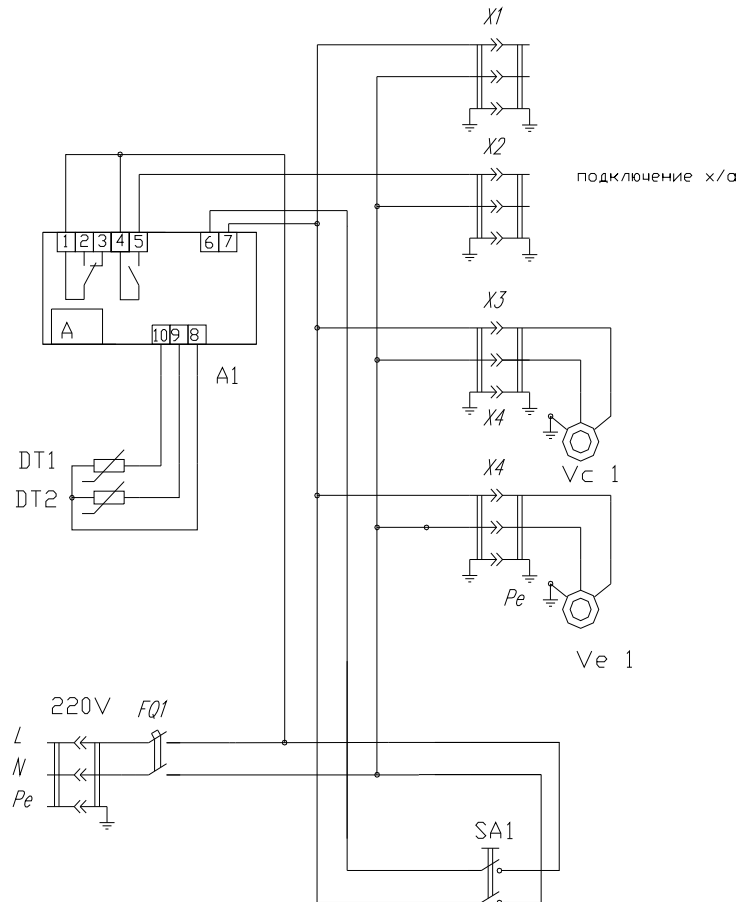 X1
X2
подключение х/а
1 2 3 4 5 6 7
A
10 9 8
A1
X3
X4
Vc 1
DT1
DT2
X4
Pe
Ve 1
220V
FQ1
L
N
Pe
SA1